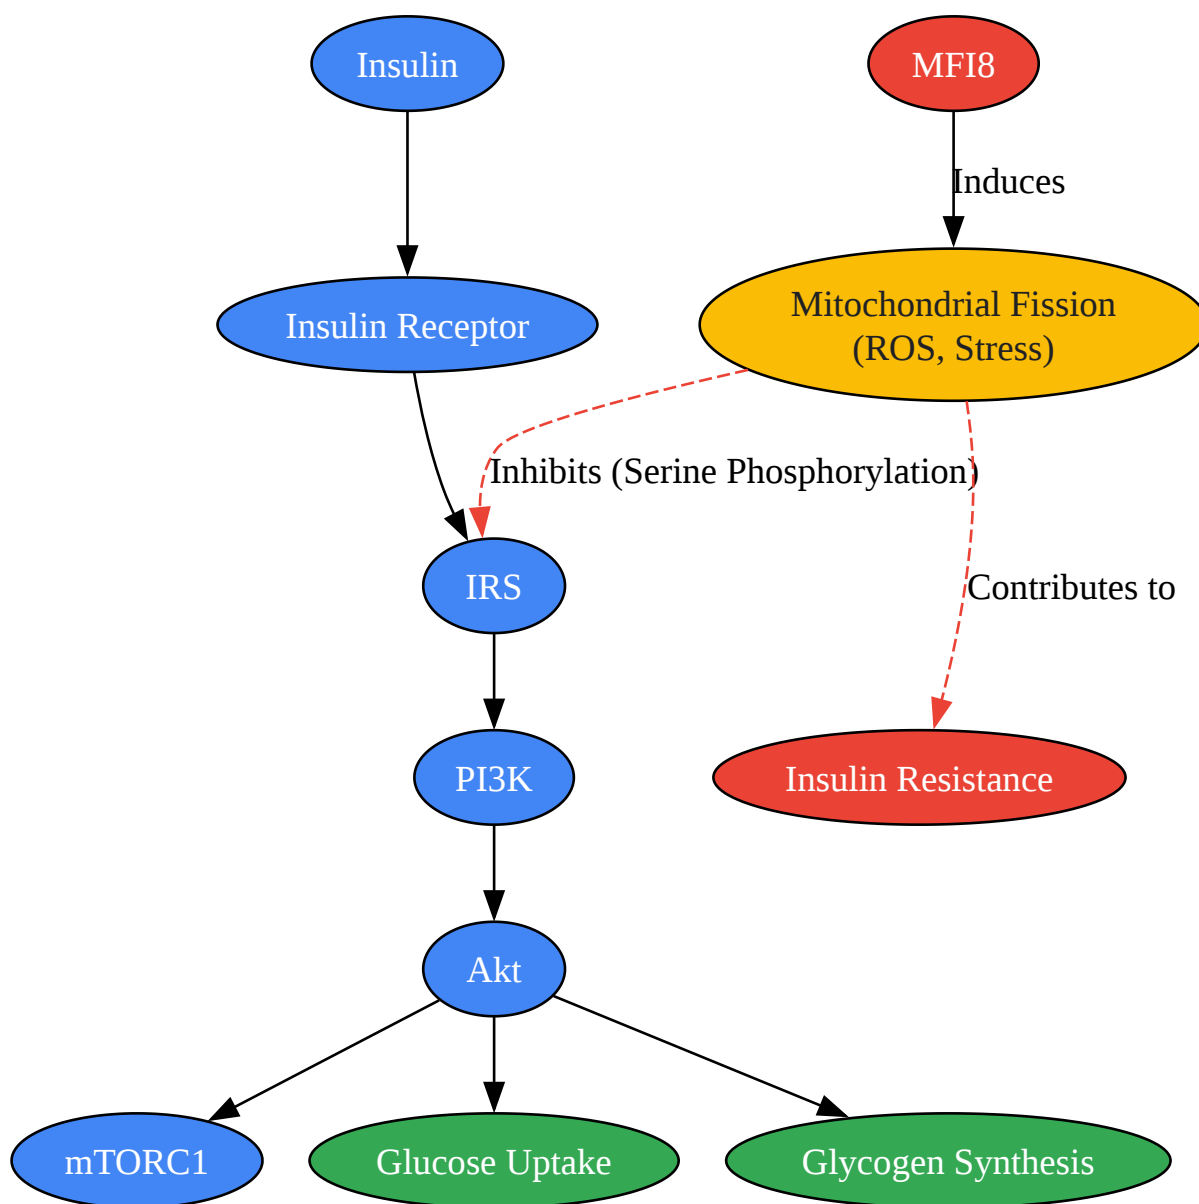 Insulin
MFI8
Induces
Insulin Receptor
Mitochondrial Fission
(ROS, Stress)
Inhibits (Serine Phosphorylation)
IRS
Contributes to
PI3K
Insulin Resistance
Akt
mTORC1
Glucose Uptake
Glycogen Synthesis